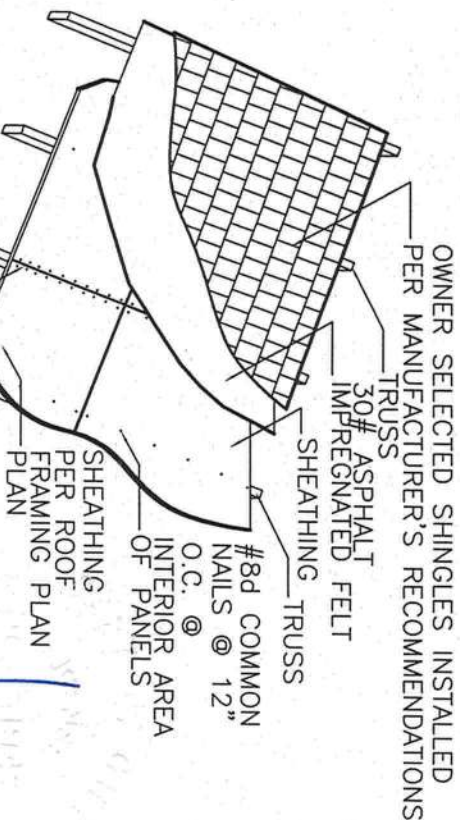 OWNER SELECTED SHINGLES INSTALLED
PER MANUFACTURER'S RECOMMENDATIONS
TRUSS
30# ASPHALT
IMPREGNATED FELT
SHEATHING
TRUSS
#8d COMMON
NAILS @ 12"
O.C. @
INTERIOR AREA
OF PANELS
SHEATHING
PER ROOF
FRAMING PLAN
PLAN